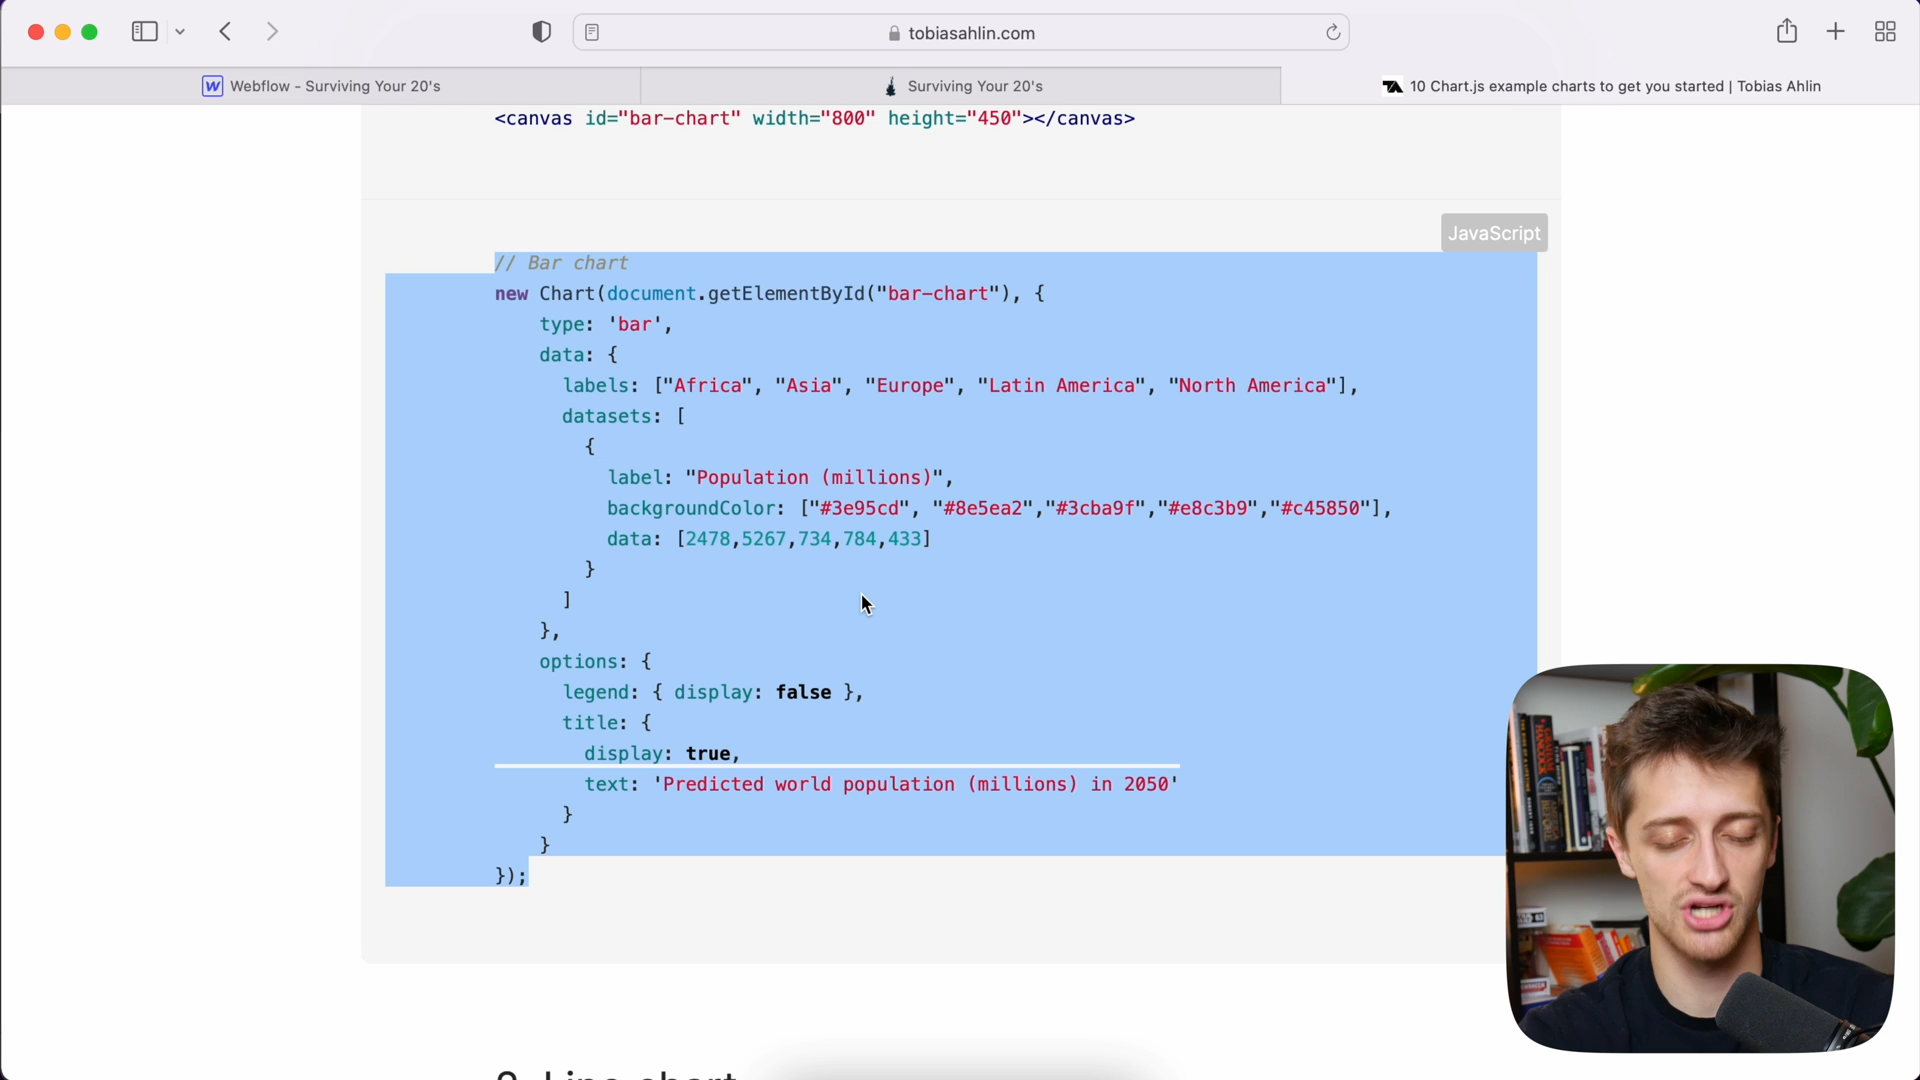 tobiasahlin.com
W Webflow - Surviving Your 20's
Surviving Your 20's
10 Chart.js example charts to get you started | Tobias Ahlin
<canvas id="bar-chart" width="800" height="450"></canvas>
JavaScript
// Bar chart
new Chart(document.getElementById("bar-chart"), {
type: 'bar',
data: {
labels: ["Africa", "Asia", "Europe", "Latin America", "North America"],
datasets: [
{
label: "Population (millions)",
backgroundColor: ["#3e95cd", "#8e5ea2","#3cba9f","#e8c3b9","#c45850"],
data: [2478,5267,734,784,433]
}
]
},
options: {
legend: { display: false },
title: {
display: true,
text: 'Predicted world population (millions) in 2050'
}
}
});